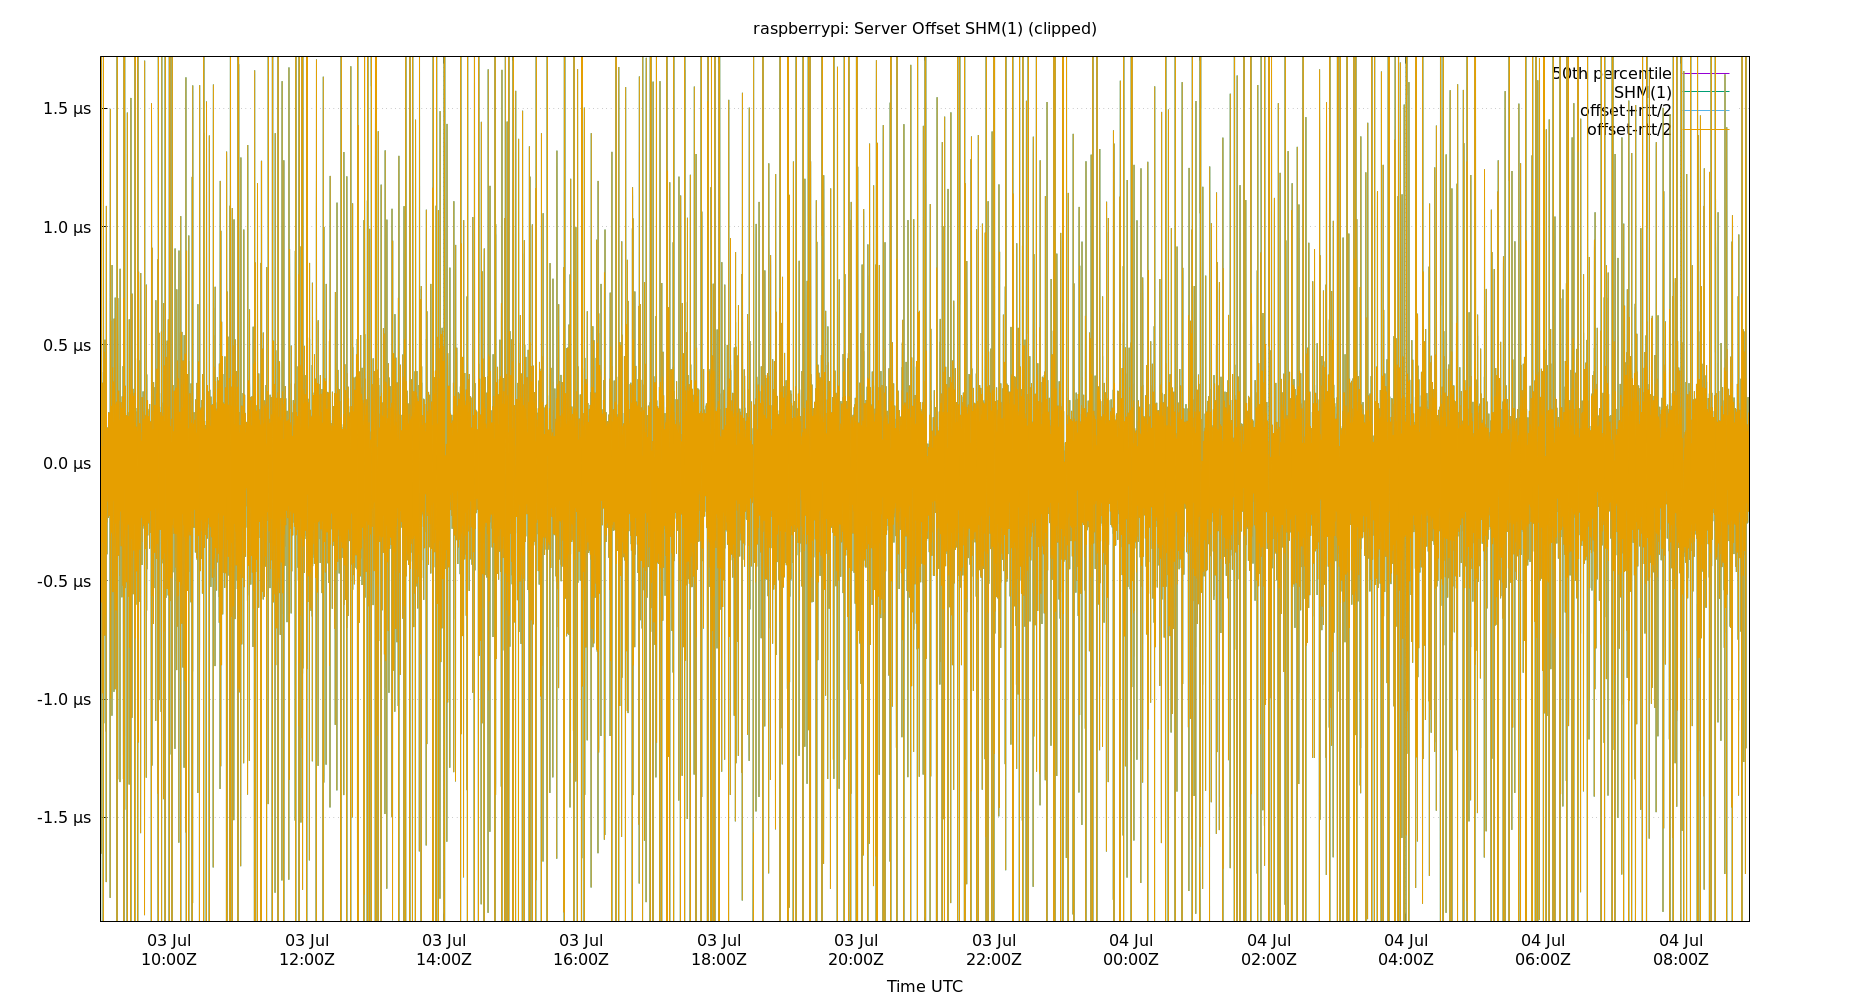 raspberrypi: Server Offset SHM(1) (clipped)
50th percentile
SHM(1)
offset+rtt/2
offset-rtt/2
1.5 µs
1.0 µs
0.5 µs
0.0 µs
-0.5 µs
-1.0 µs
-1.5 µs
03 Jul 03 Jul 03 Jul 03 Jul 03 Jul 03 Jul 03 Jul 04 Jul 04 Jul 04 Jul 04 Jul 04 Jul
10:00Z 12:00Z 14:00Z 16:00Z 18:00Z 20:00Z 22:00Z 00:00Z 02:00Z 04:00Z 06:00Z 08:00Z
Time UTC